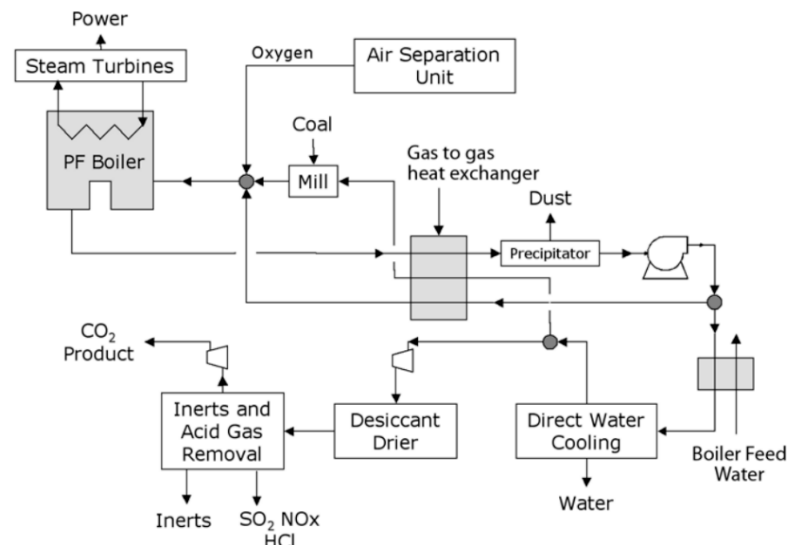 Power
Steam Turbines
Oxygen
Air Separation
Unit
Coal
PF Boiler
Mill
Gas to gas
heat exchanger
Dust
Precipitator
CO₂
Product
Inerts and
Acid Gas
Removal
Desiccant
Drier
Direct Water
Cooling
Boiler Feed
Water
Water
Inerts
SO₂ NOx
HCl